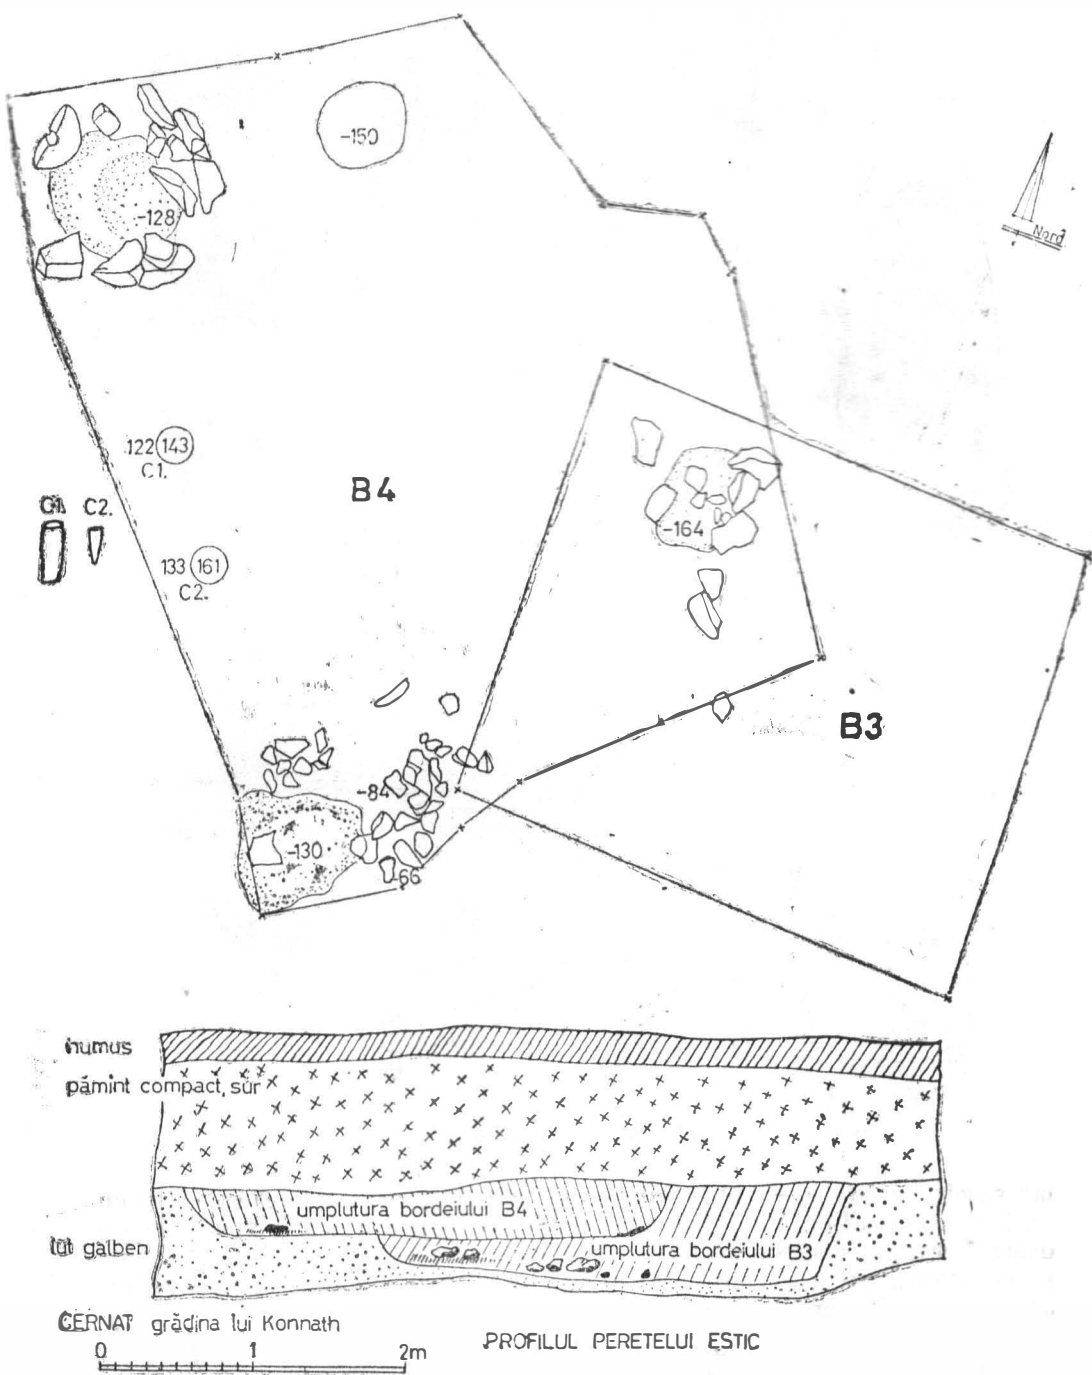 -150
-128
Nord
122 143
C1.
B4
C1. C2.
-164
133 161
C2.
B3
-84
-130
-66
humus
pămint compact, sur
umplutura bordeiului B4
lut galben
umplutura bordeiului B3
CERNAT grădina lui Konnath
PROFILUL PERETELUI ESTIC
0 1 2m